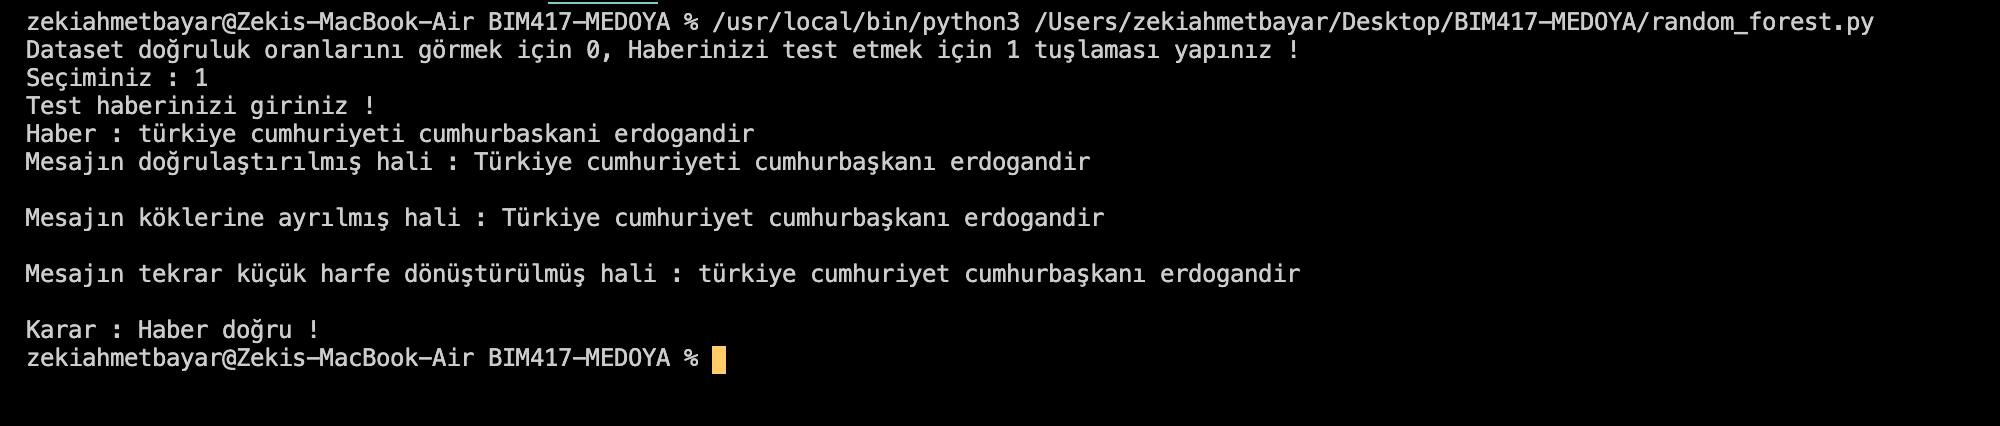 zekiahmetbayar@Zekis-MacBook-Air BIM417-MEDOYA % /usr/local/bin/python3 /Users/zekiahmetbayar/Desktop/BIM417-MEDOYA/random_forest.py
Dataset doğruluk oranlarını görmek için 0, Haberinizi test etmek için 1 tuşlaması yapınız !
Seçiminiz : 1
Test haberinizi giriniz !
Haber : türkiye cumhuriyeti cumhurbaskani erdogandir
Mesajın doğrulaştırılmış hali : Türkiye cumhuriyeti cumhurbaşkanı erdogandir
Mesajın köklerine ayrılmış hali : Türkiye cumhuriyet cumhurbaşkanı erdogandir
Mesajın tekrar küçük harfe dönüştürülmüş hali : türkiye cumhuriyet cumhurbaşkanı erdogandir
Karar : Haber doğru !
zekiahmetbayar@Zekis-MacBook-Air BIM417-MEDOYA %